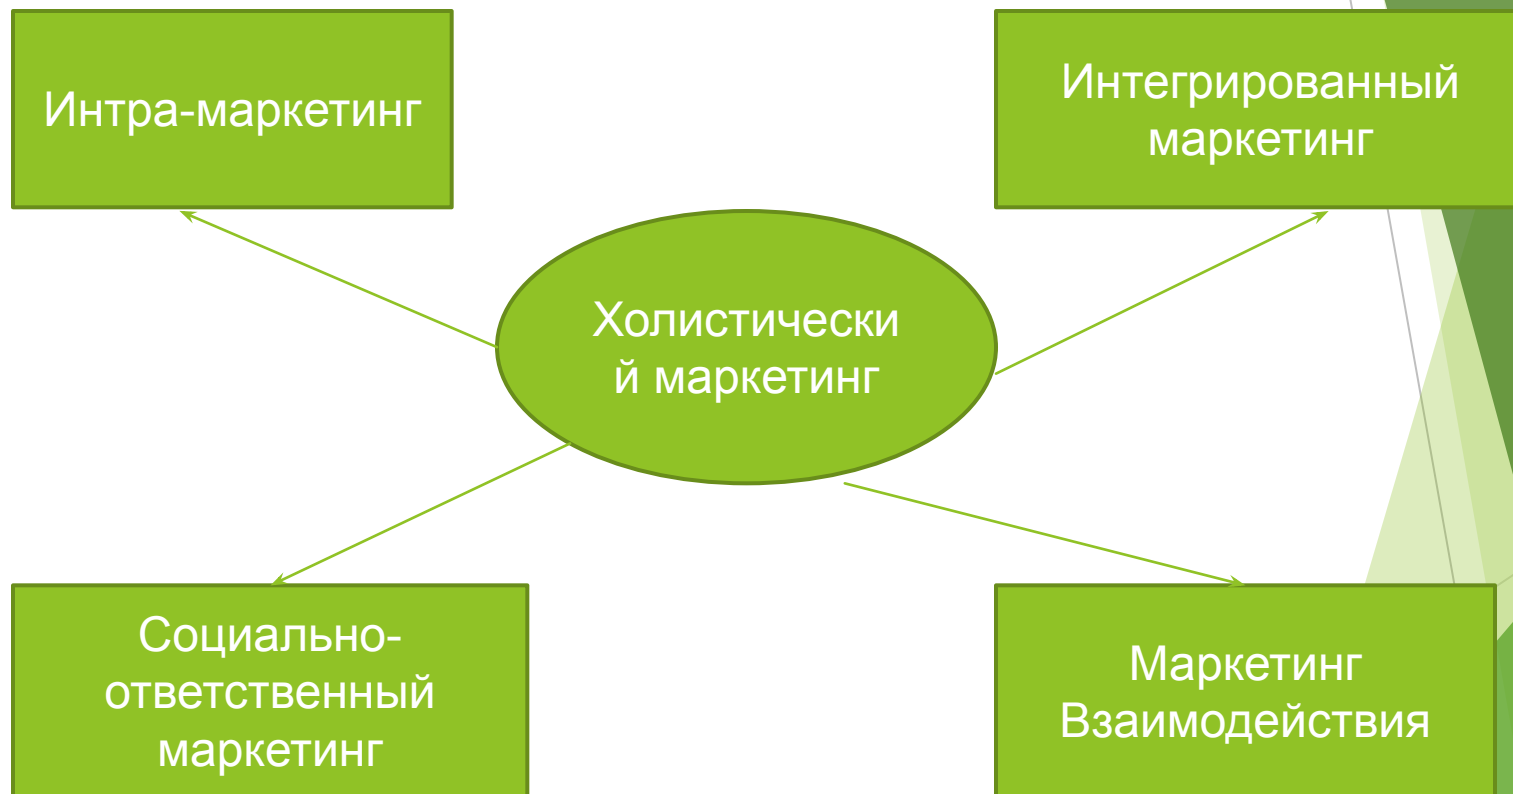 Интра-маркетинг
Интегрированный
маркетинг
Холистически
й маркетинг
Социально-
ответственный
маркетинг
Маркетинг
Взаимодействия